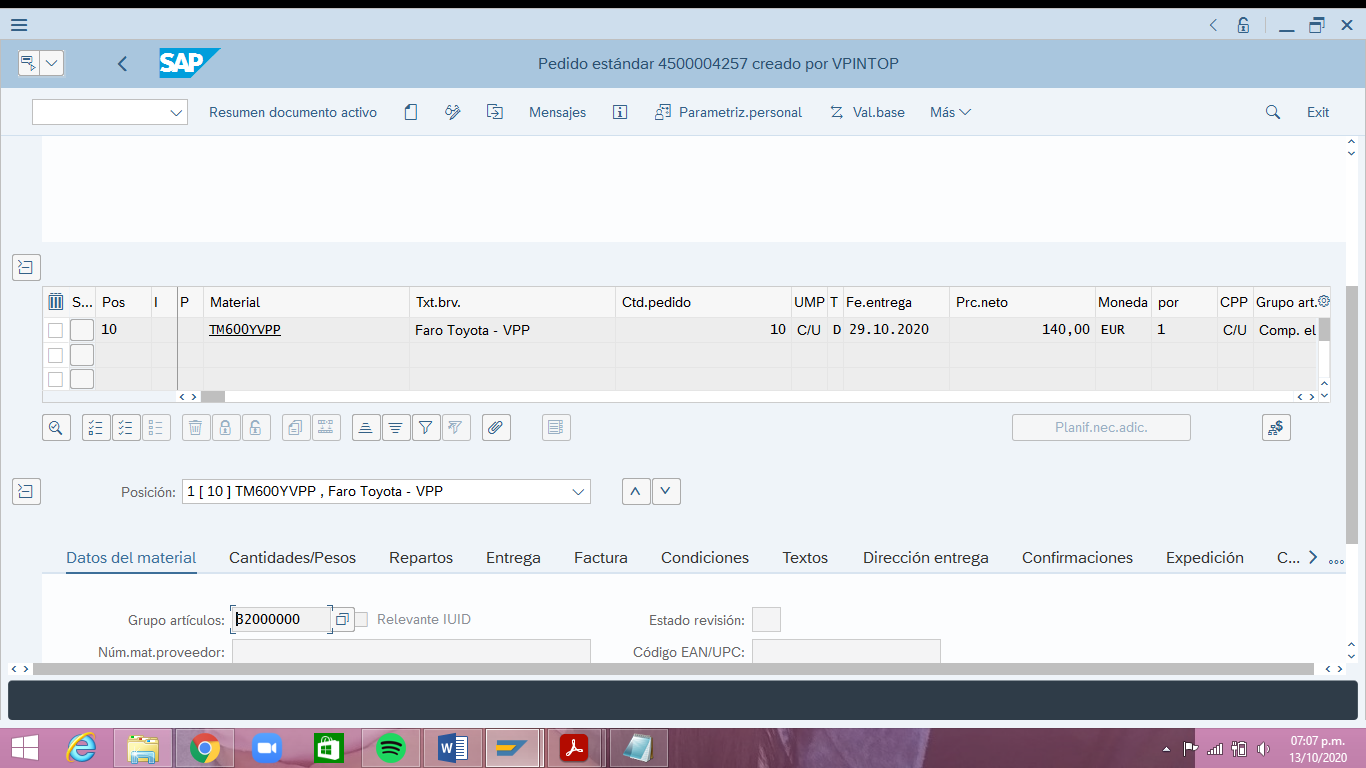 SAP
Pedido estándar 4500004257 creado por VPINTOP
Resumen documento activo Mensajes Parametriz.personal Val.base Más Exit
S... Pos I P Material Txt.brv. Ctd.pedido UMP T Fe.entrega Prc.neto Moneda por CPP Grupo art.
10 TM600YVPP Faro Toyota - VPP 10 C/U D 29.10.2020 140,00 EUR 1 C/U Comp. el
Planif.nec.adic.
Posición: 1 [ 10 ] TM600YVPP , Faro Toyota - VPP
Datos del material Cantidades/Pesos Repartos Entrega Factura Condiciones Textos Dirección entrega Confirmaciones Expedición C...
Grupo artículos: 32000000 Relevante IUID Estado revisión:
Núm.mat.proveedor: Código EAN/UPC:
07:07 p.m.
13/10/2020